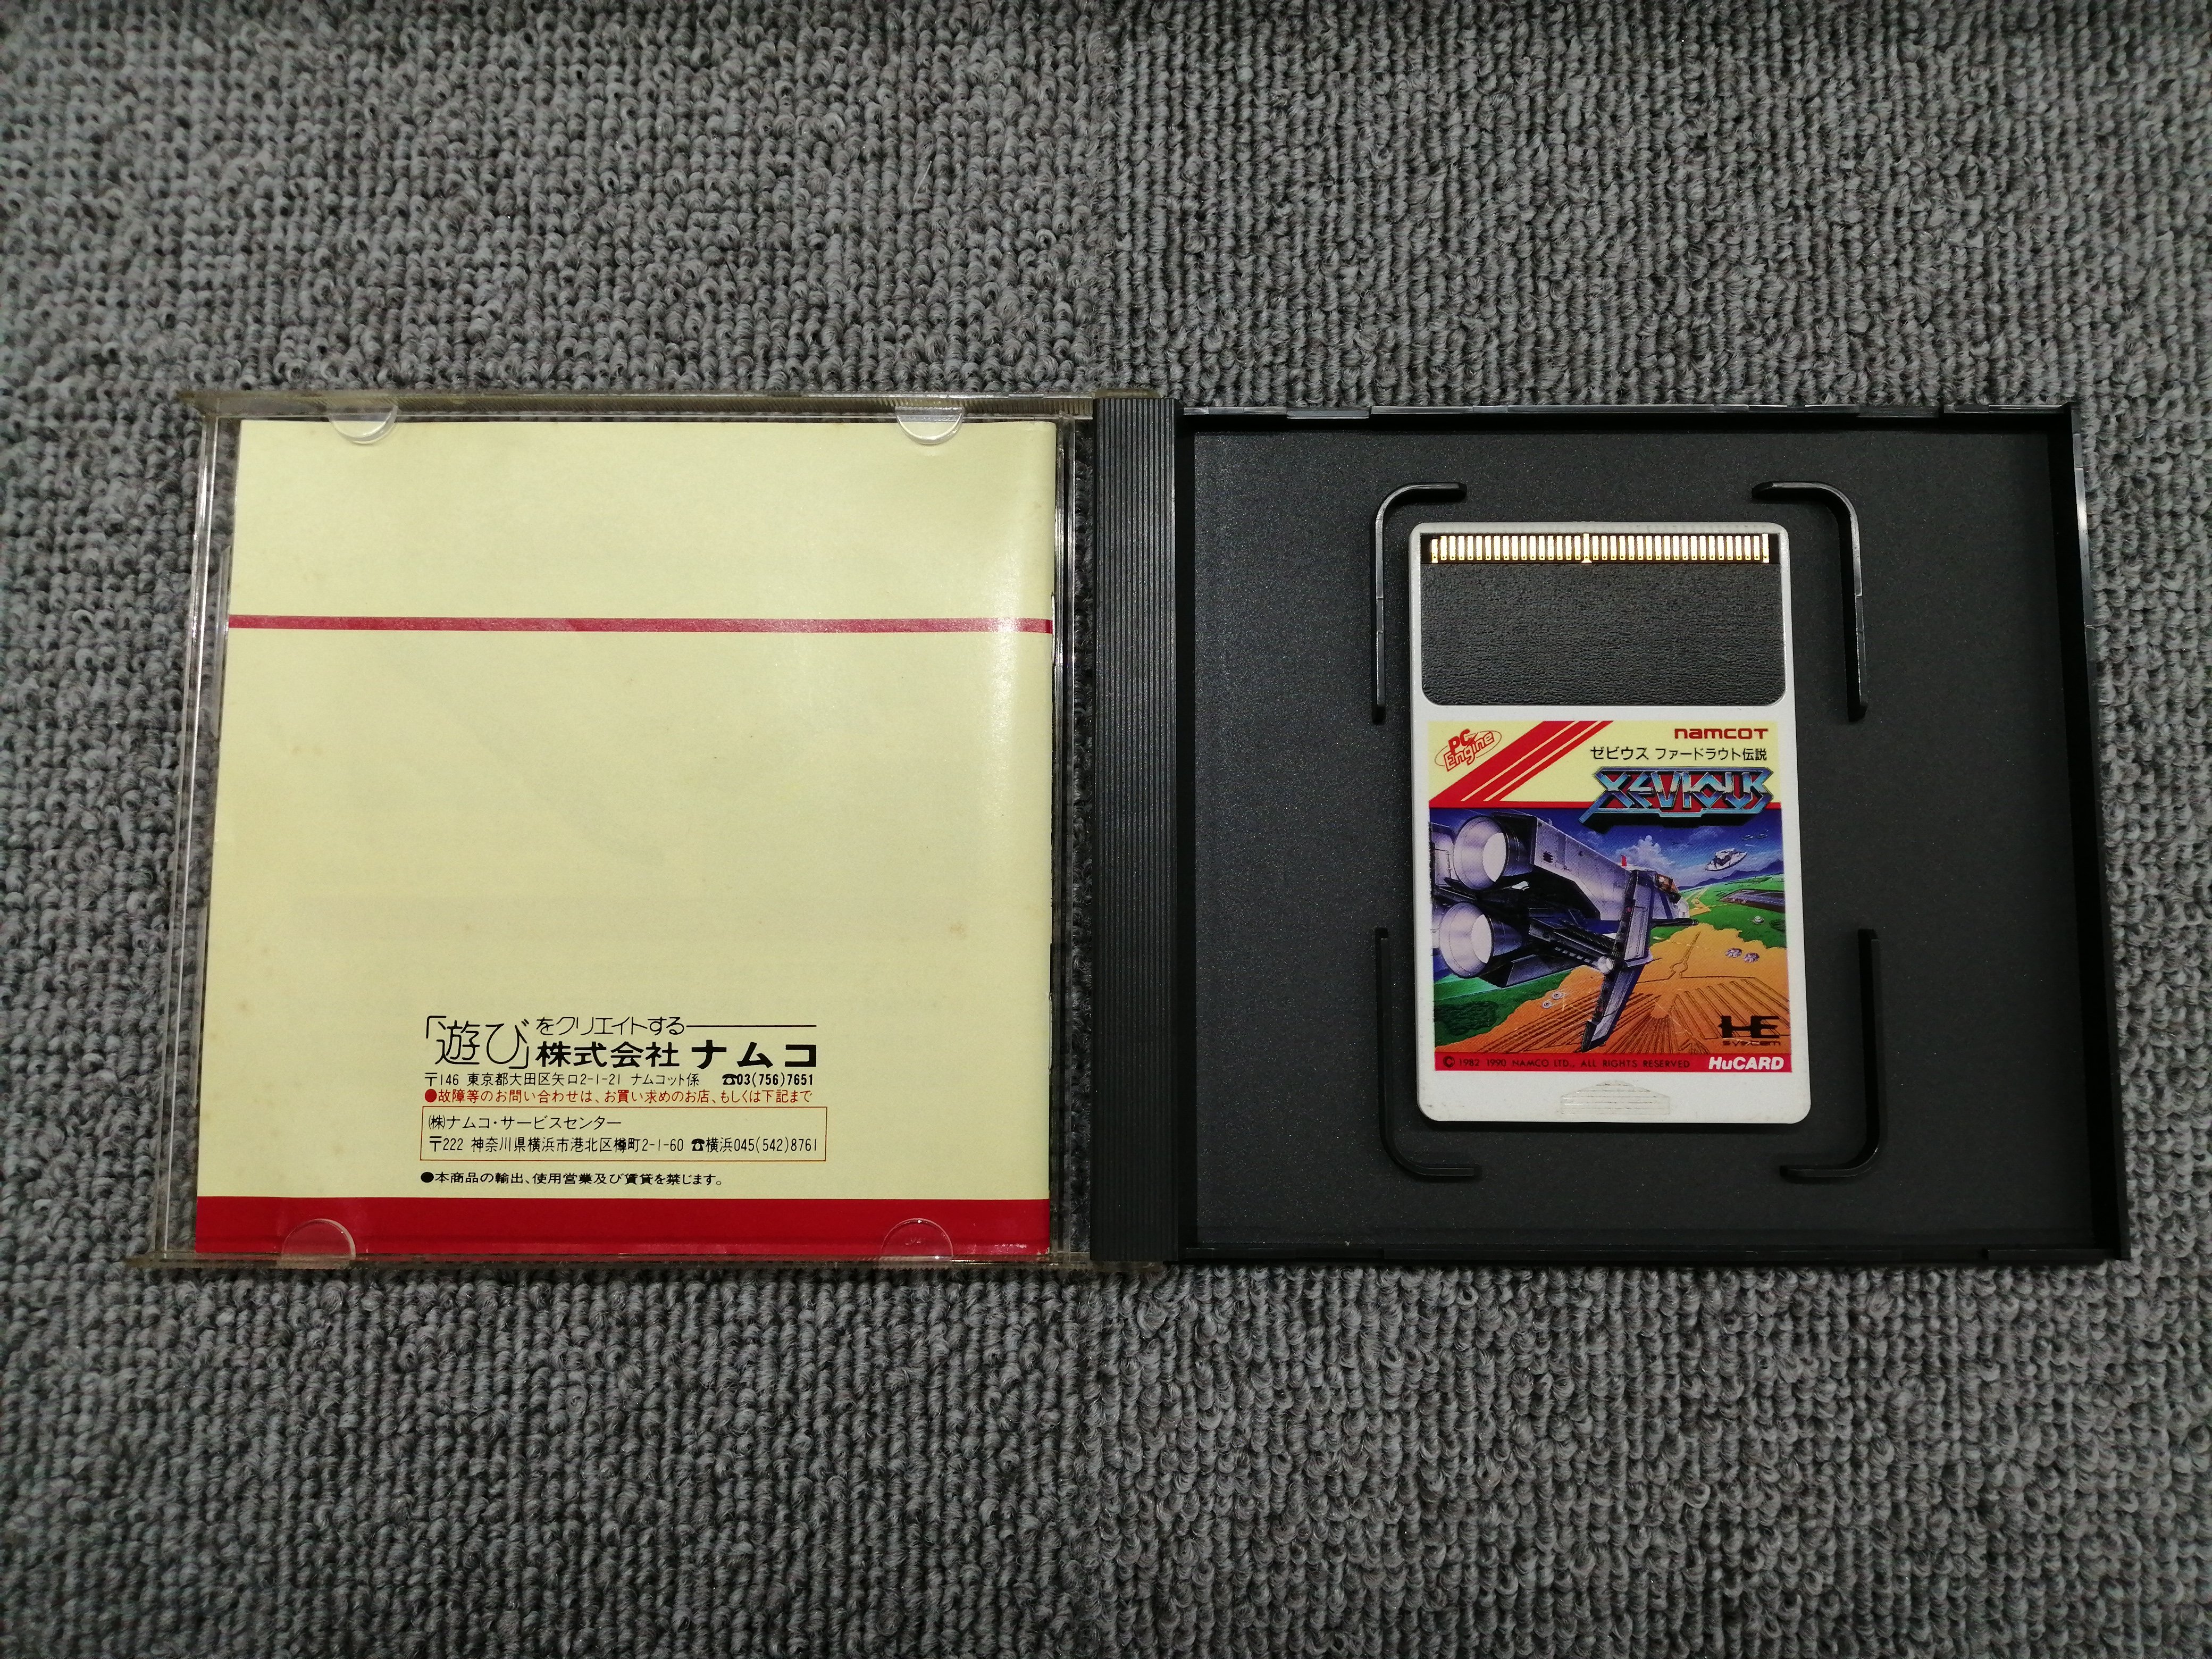 「遊び」をクリエイトする
株式会社ナムコ
〒146 東京都大田区矢口2-1-21 ナムコット係 ☎03(756)7651
●故障等のお問い合わせは、お買い求めのお店、もしくは下記まで
㈱ナムコ・サービスセンター
〒222 神奈川県横浜市港北区樽町2-1-60 ☎横浜045(542)8761
●本商品の輸出、使用営業及び賃貸を禁じます。
PC Engine
namcoT
ゼビウス ファードラウト伝説
XEVIOUS
HE
SYSTEM
© 1982 1990 NAMCO LTD., ALL RIGHTS RESERVED
HuCARD